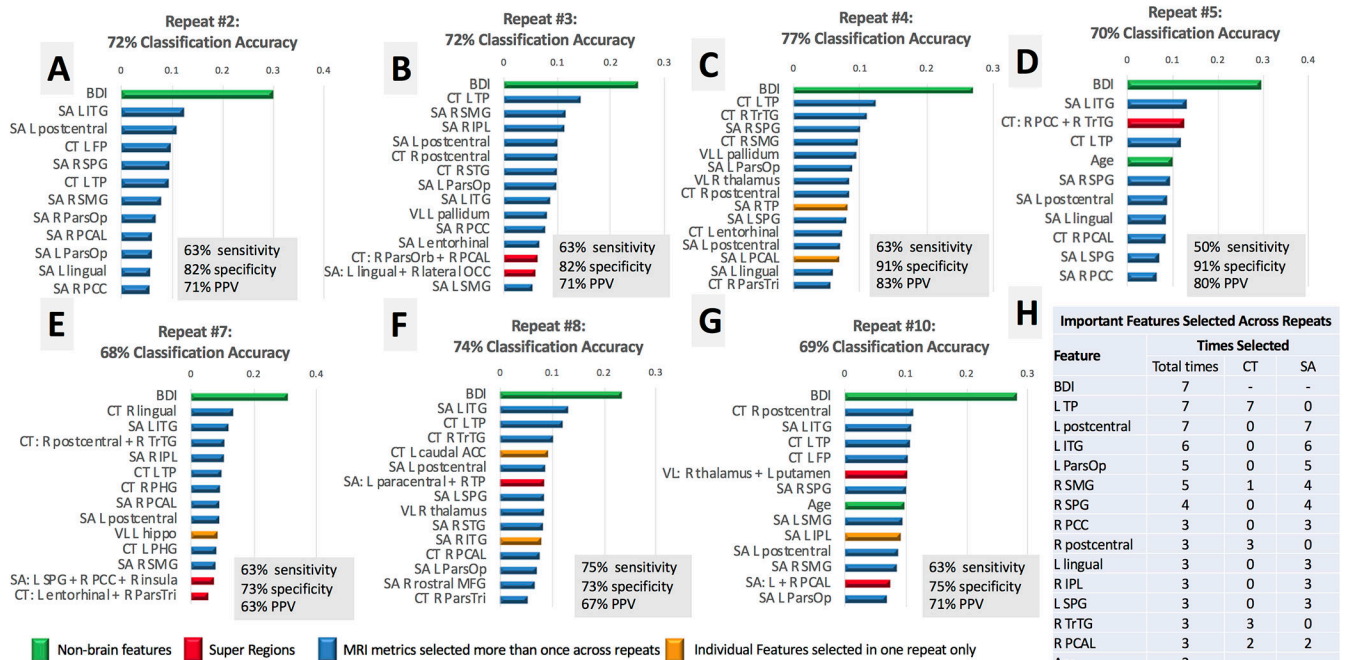 A
Repeat #2:
72% Classification Accuracy
0 0.1 0.2 0.3 0.4
BDI
SA L ITG
SA L postcentral
CT L FP
SA R SPG
CT L TP
SA R SMG
SA R ParsOp
SA R PCAL
SA L ParsOp
SA L lingual
SA R PCC
63% sensitivity
82% specificity
71% PPV
B
Repeat #3:
72% Classification Accuracy
0 0.1 0.2 0.3
BDI
CT L TP
SA R SMG
SA R IPL
SA L postcentral
CT R postcentral
CT R STG
SA L ParsOp
SA L ITG
VL L pallidum
SA R PCC
SA L entorhinal
CT: R ParsOrb + R PCAL
SA: L lingual + R lateral OCC
SA L SMG
63% sensitivity
82% specificity
71% PPV
C
Repeat #4:
77% Classification Accuracy
0 0.1 0.2 0.3
BDI
CT L TP
CT R TrTG
SA R SPG
CT R SMG
VL L pallidum
SA L ParsOp
VL R thalamus
CT R postcentral
SA R TP
SA L SPG
CT L entorhinal
SA L postcentral
SA L PCAL
SA L lingual
CT R ParsTri
63% sensitivity
91% specificity
83% PPV
D
Repeat #5:
70% Classification Accuracy
0 0.1 0.2 0.3 0.4
BDI
SA L ITG
CT: R PCC + R TrTG
CT L TP
Age
SA R SPG
SA L postcentral
SA L lingual
CT R PCAL
SA L SPG
SA R PCC
50% sensitivity
91% specificity
80% PPV
E
Repeat #7:
68% Classification Accuracy
0 0.1 0.2 0.3 0.4
BDI
CT R lingual
SA L ITG
CT: R postcentral + R TrTG
SA R IPL
CT L TP
CT R PHG
SA R PCAL
SA L postcentral
VL L hippo
CT L PHG
SA R SMG
SA: L SPG + R PCC + R insula
CT: L entorhinal + R ParsTri
63% sensitivity
73% specificity
63% PPV
F
Repeat #8:
74% Classification Accuracy
0 0.1 0.2 0.3
BDI
SA L ITG
CT L TP
CT R TrTG
CT L caudal ACC
SA L postcentral
SA: L paracentral + R TP
SA L SPG
VL R thalamus
SA R STG
SA R ITG
CT R PCAL
SA L ParsOp
SA R rostral MFG
CT R ParsTri
75% sensitivity
73% specificity
67% PPV
G
Repeat #10:
69% Classification Accuracy
0 0.1 0.2 0.3
BDI
CT R postcentral
SA L ITG
CT L TP
CT L FP
VL: R thalamus + L putamen
SA R SPG
Age
SA L SMG
SA L IPL
SA L postcentral
SA R SMG
SA: L + R PCAL
SA L ParsOp
63% sensitivity
75% specificity
71% PPV
H
Important Features Selected Across Repeats
Feature Times Selected
Total times CT SA
BDI 7 - -
L TP 7 7 0
L postcentral 7 0 7
L ITG 6 0 6
L ParsOp 5 0 5
R SMG 5 1 4
R SPG 4 0 4
R PCC 3 0 3
R postcentral 3 3 0
L lingual 3 0 3
R IPL 3 0 3
L SPG 3 0 3
R TrTG 3 3 0
R PCAL 3 2 2
Non-brain features
Super Regions
MRI metrics selected more than once across repeats
Individual Features selected in one repeat only